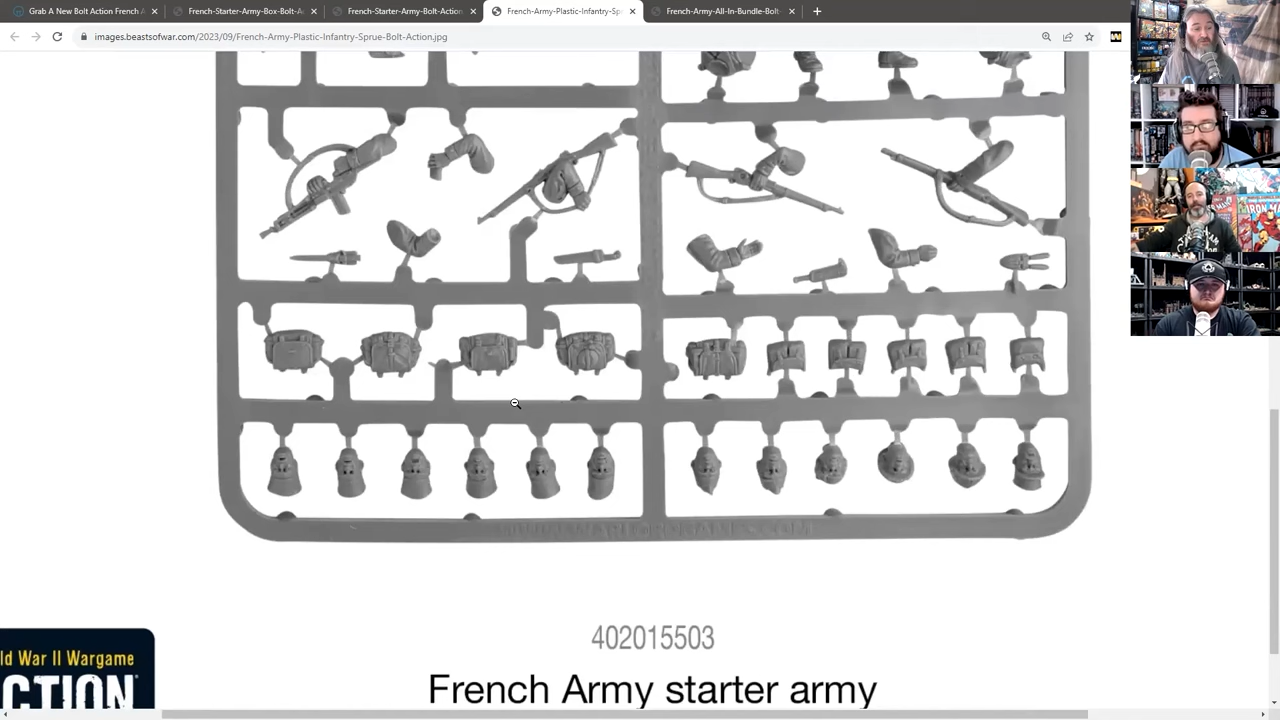 Grab A New Bolt Action French A
French-Starter-Army-Box-Bolt-A
French-Starter-Army-Bolt-Action
French-Army-Plastic-Infantry-Sp
French-Army-All-In-Bundle-Bolt-
images.beastsofwar.com/2023/09/French-Army-Plastic-Infantry-Sprue-Bolt-Action.jpg
IRON MAN
402015503
ld War II Wargame
CTION
French Army starter army